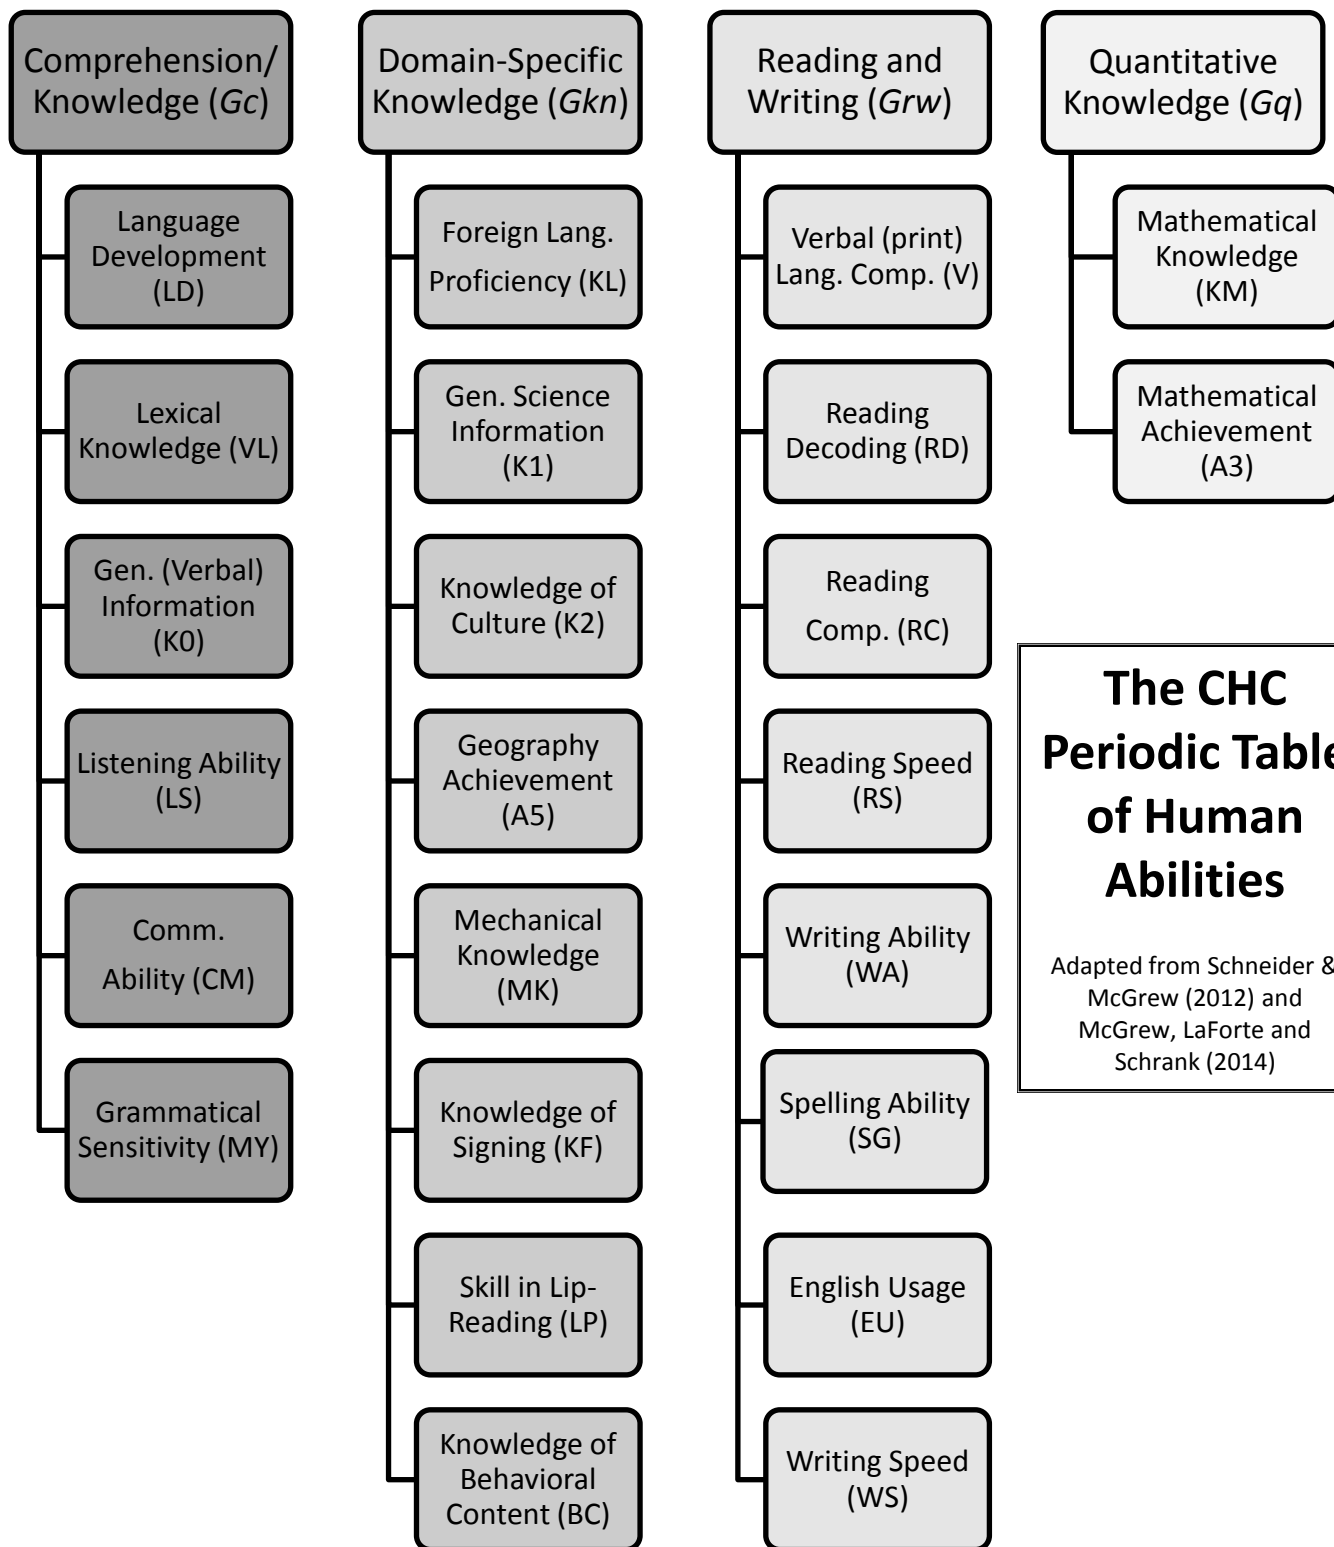 Comprehension/
Knowledge (Gc)
Language
Development
(LD)
Lexical
Knowledge (VL)
Gen. (Verbal)
Information
(K0)
Listening Ability
(LS)
Comm.
Ability (CM)
Grammatical
Sensitivity (MY)
Domain-Specific
Knowledge (Gkn)
Foreign Lang.
Proficiency (KL)
Gen. Science
Information
(K1)
Knowledge of
Culture (K2)
Geography
Achievement
(A5)
Mechanical
Knowledge
(MK)
Knowledge of
Signing (KF)
Skill in Lip-
Reading (LP)
Knowledge of
Behavioral
Content (BC)
Reading and
Writing (Grw)
Verbal (print)
Lang. Comp. (V)
Reading
Decoding (RD)
Reading
Comp. (RC)
Reading Speed
(RS)
Writing Ability
(WA)
Spelling Ability
(SG)
English Usage
(EU)
Writing Speed
(WS)
Quantitative
Knowledge (Gq)
Mathematical
Knowledge
(KM)
Mathematical
Achievement
(A3)
The CHC
Periodic Table
of Human
Abilities
Adapted from Schneider &
McGrew (2012) and
McGrew, LaForte and
Schrank (2014)